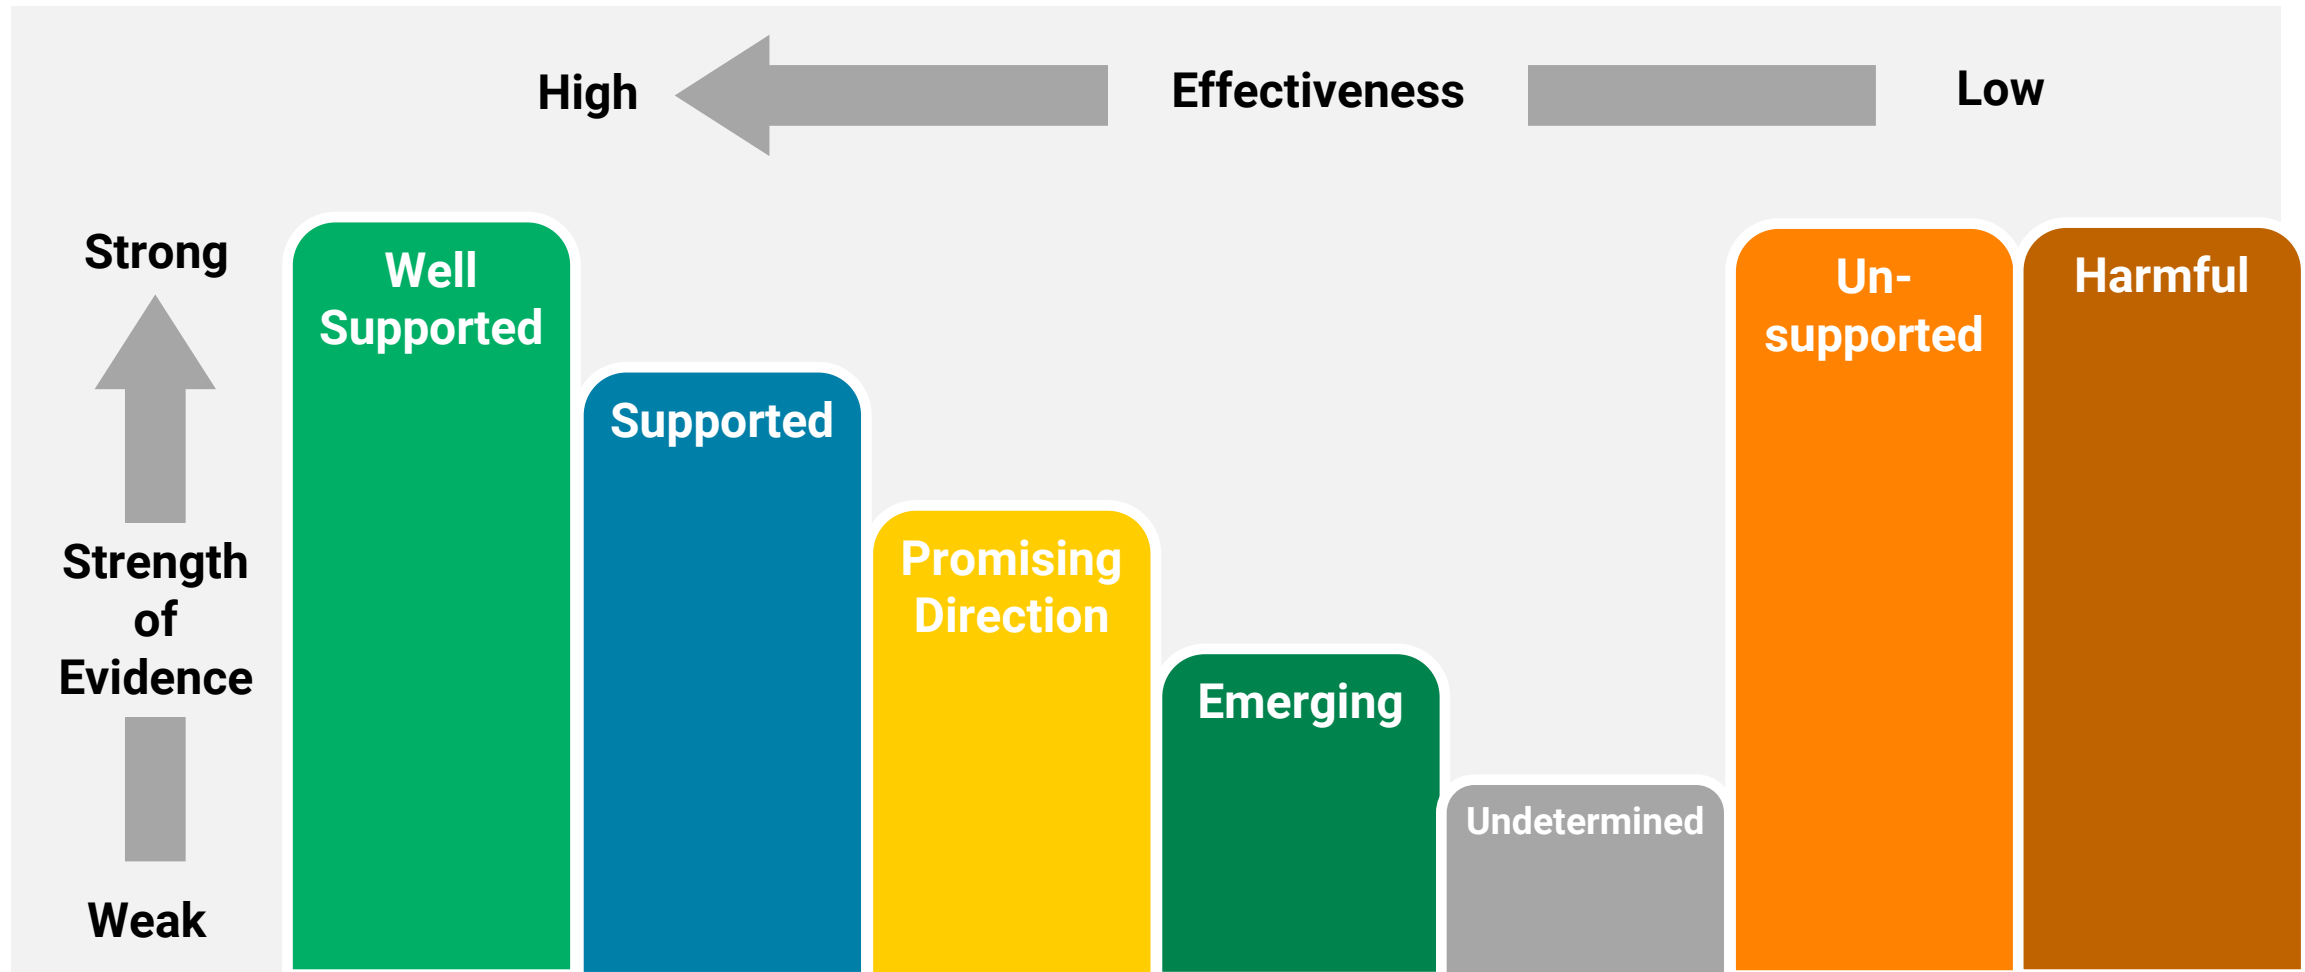 High
Effectiveness
Low
Strong
Strength
of
Evidence
Weak
Well
Supported
Supported
Promising
Direction
Emerging
Undetermined
Un-
supported
Harmful